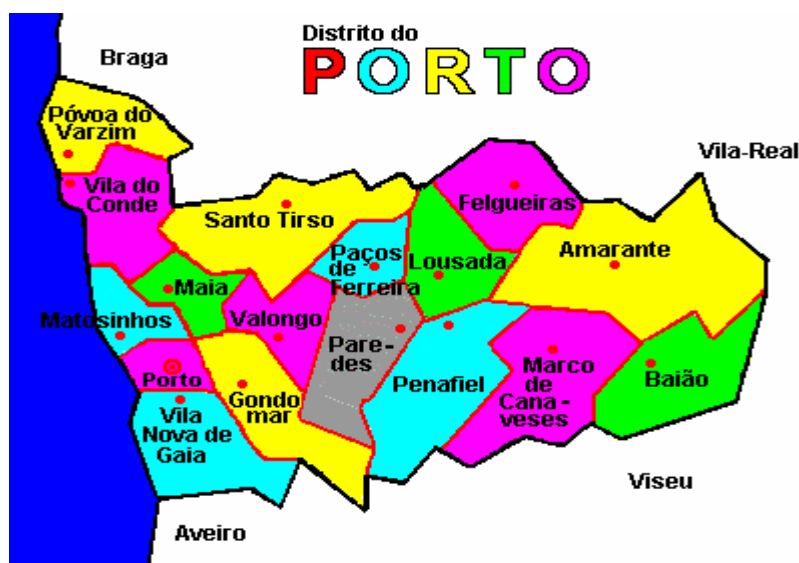 Distrito do
PORTO
Braga
Póvoa do
Varzim
Vila-Real
Vila do
Conde
Santo Tirso
Felgueiras
Amarante
Paços
de
Ferreira
Lousada
Maia
Matosinhos
Valongo
Pare-
des
Penafiel
Marco
de
Cana-
veses
Baião
Porto
Gondo
mar
Vila
Nova de
Gaia
Viseu
Aveiro